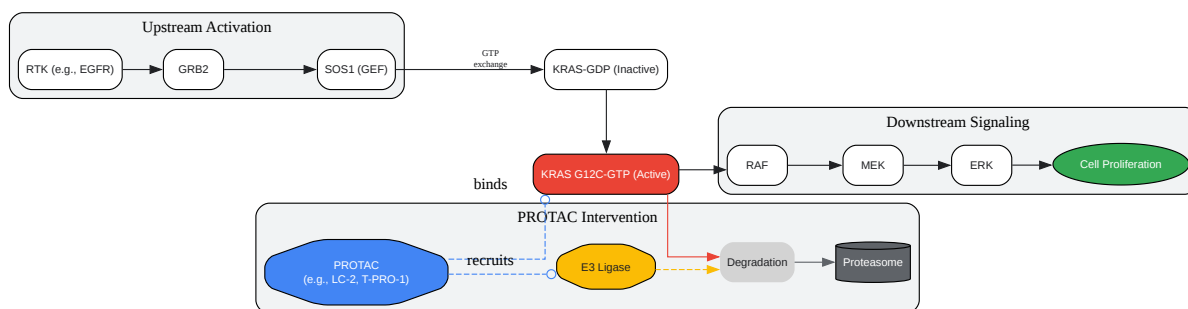 Upstream Activation
RTK (e.g., EGFR)
GRB2
SOS1 (GEF)
GTP
exchange
KRAS-GDP (Inactive)
Downstream Signaling
KRAS G12C-GTP (Active)
RAF
MEK
ERK
Cell Proliferation
binds
PROTAC Intervention
PROTAC
(e.g., LC-2, T-PRO-1)
recruits
E3 Ligase
Degradation
Proteasome